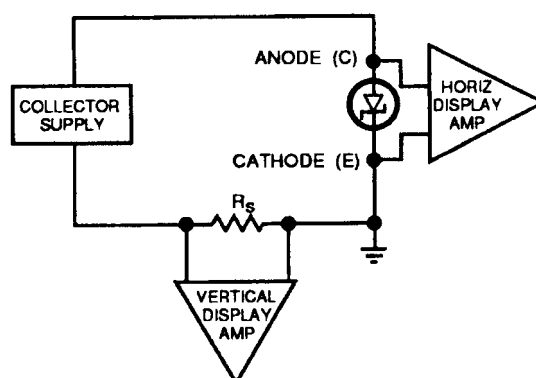 ANODE (C)
HORIZ
DISPLAY
AMP
COLLECTOR
SUPPLY
CATHODE (E)
RS
VERTICAL
DISPLAY
AMP